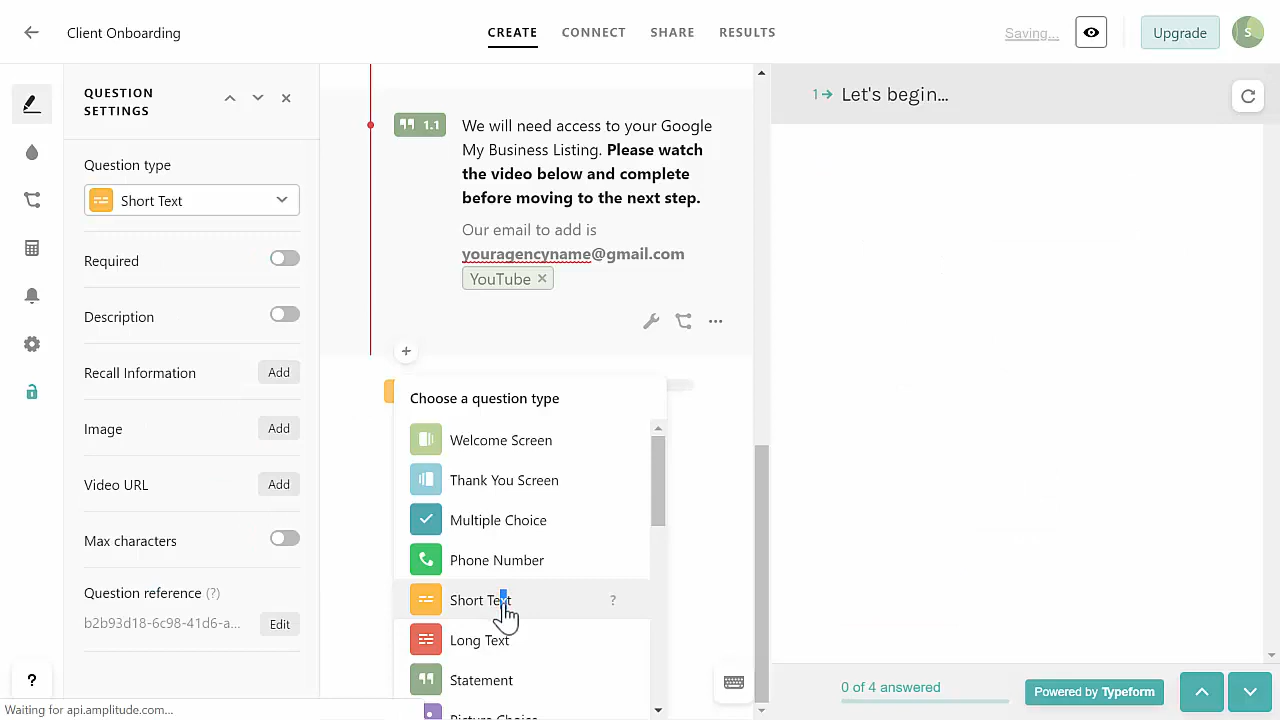 Client Onboarding
CREATE
CONNECT
SHARE
RESULTS
Saving...
Upgrade
S
QUESTION
SETTINGS
Question type
Short Text
Required
Description
Recall Information
Add
Image
Add
Video URL
Add
Max characters
Question reference (?)
b2b93d18-6c98-41d6-a...
Edit
?
Waiting for api.amplitude.com...
1.1
We will need access to your Google
My Business Listing. Please watch
the video below and complete
before moving to the next step.
Our email to add is
youragencyname@gmail.com
YouTube ×
+
Choose a question type
Welcome Screen
Thank You Screen
Multiple Choice
Phone Number
Short Text
?
Long Text
Statement
Picture Choice
1→ Let's begin...
0 of 4 answered
Powered by Typeform